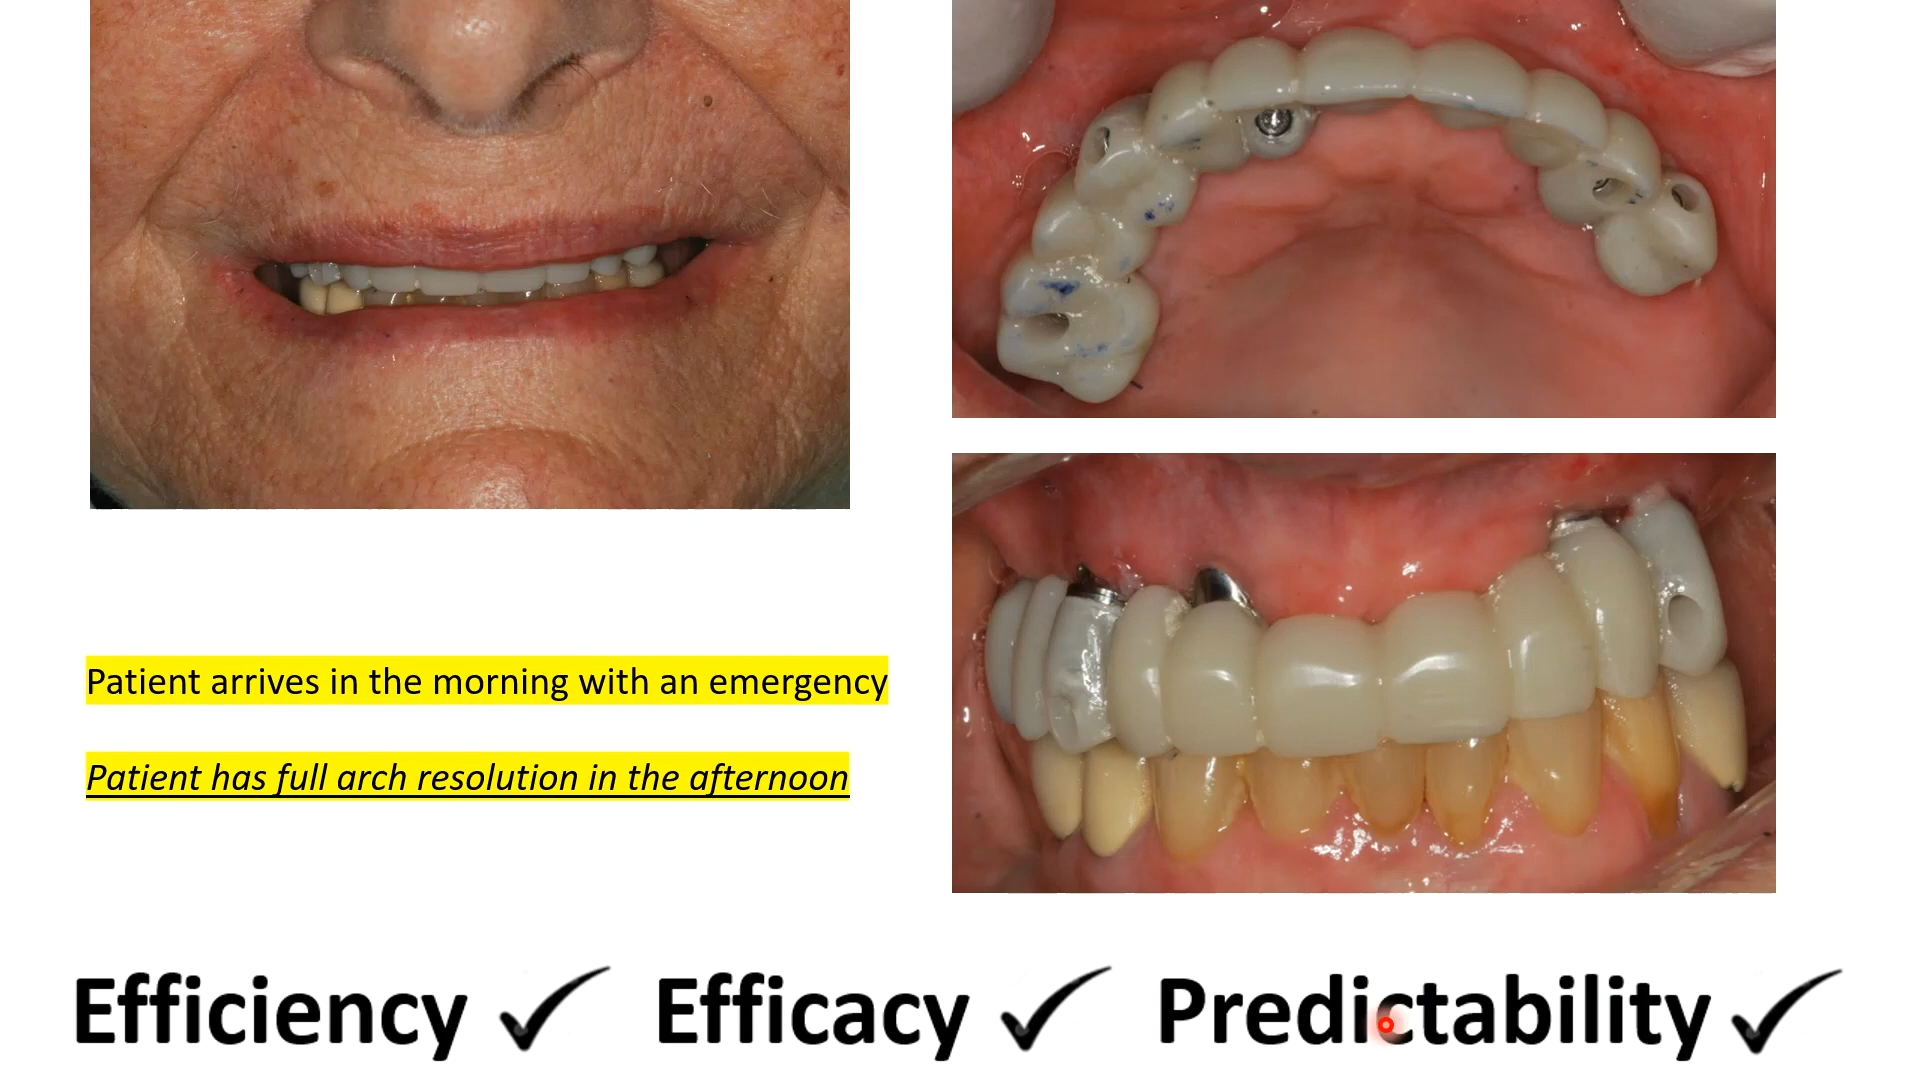 Patient arrives in the morning with an emergency
Patient has full arch resolution in the afternoon
Efficiency ✓ Efficacy ✓ Predictability ✓